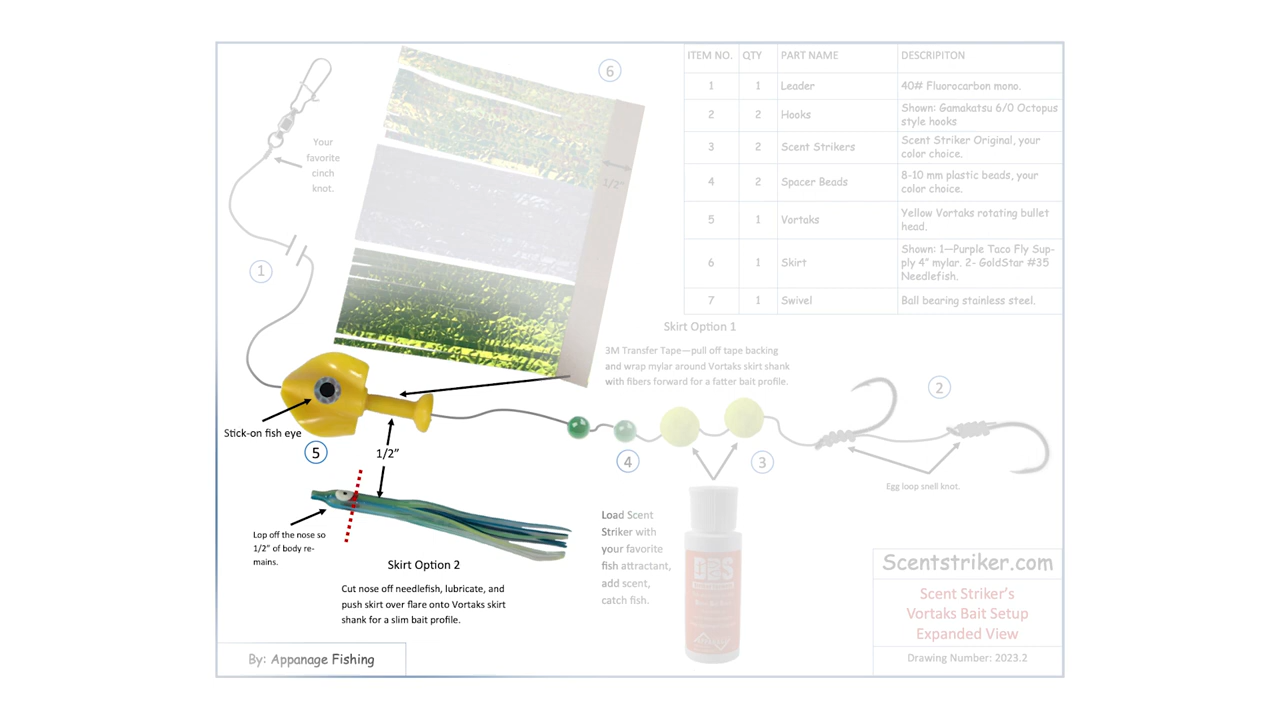 6
ITEM NO. QTY PART NAME DESCRIPITON
1 1 Leader 40# Fluorocarbon mono.
2 2 Hooks Shown: Gamakatsu 6/0 Octopus
style hooks
3 2 Scent Strikers Scent Striker Original, your
color choice.
4 2 Spacer Beads 8-10 mm plastic beads, your
color choice.
5 1 Vortaks Yellow Vortaks rotating bullet
head.
6 1 Skirt Shown: 1—Purple Taco Fly Sup-
ply 4” mylar. 2- GoldStar #35
Needlefish.
7 1 Swivel Ball bearing stainless steel.
Your
favorite
cinch
knot.
1/2"
1
Skirt Option 1
3M Transfer Tape—pull off tape backing
and wrap mylar around Vortaks skirt shank
with fibers forward for a fatter bait profile.
2
Stick-on fish eye
5
1/2”
4
3
Egg loop snell knot.
Lop off the nose so
1/2” of body re-
mains.
Skirt Option 2
Cut nose off needlefish, lubricate, and
push skirt over flare onto Vortaks skirt
shank for a slim bait profile.
Load Scent
Striker with
your favorite
fish attractant,
add scent,
catch fish.
Scentstriker.com
Scent Striker’s
Vortaks Bait Setup
Expanded View
Drawing Number: 2023.2
By: Appanage Fishing